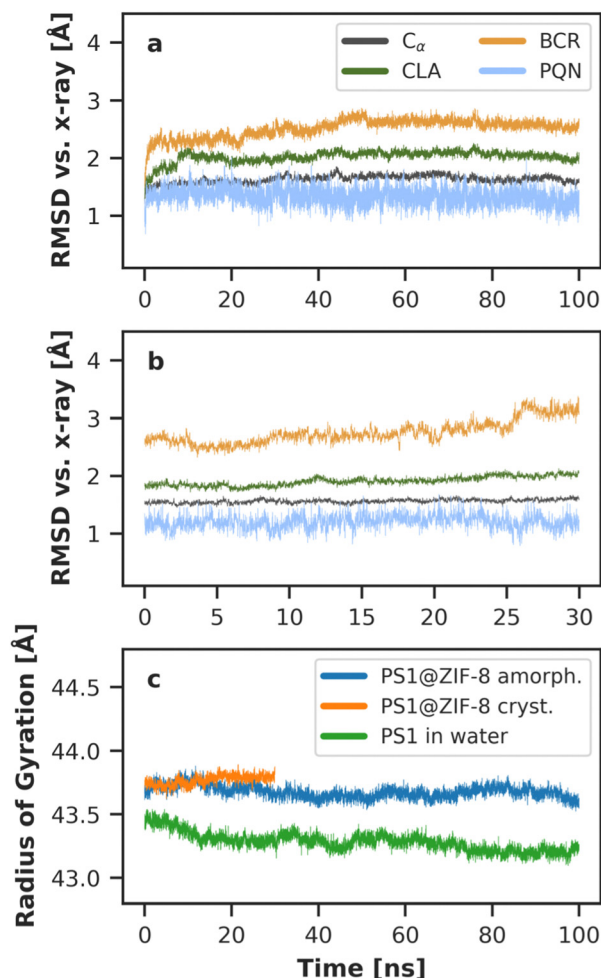 a
C_α
BCR
CLA
PQN
RMSD vs. x-ray [Å]
4
3
2
1
0 20 40 60 80 100
b
RMSD vs. x-ray [Å]
4
3
2
1
0 5 10 15 20 25 30
c
PS1@ZIF-8 amorph.
PS1@ZIF-8 cryst.
PS1 in water
Radius of Gyration [Å]
44.5
44.0
43.5
43.0
0 20 40 60 80 100
Time [ns]